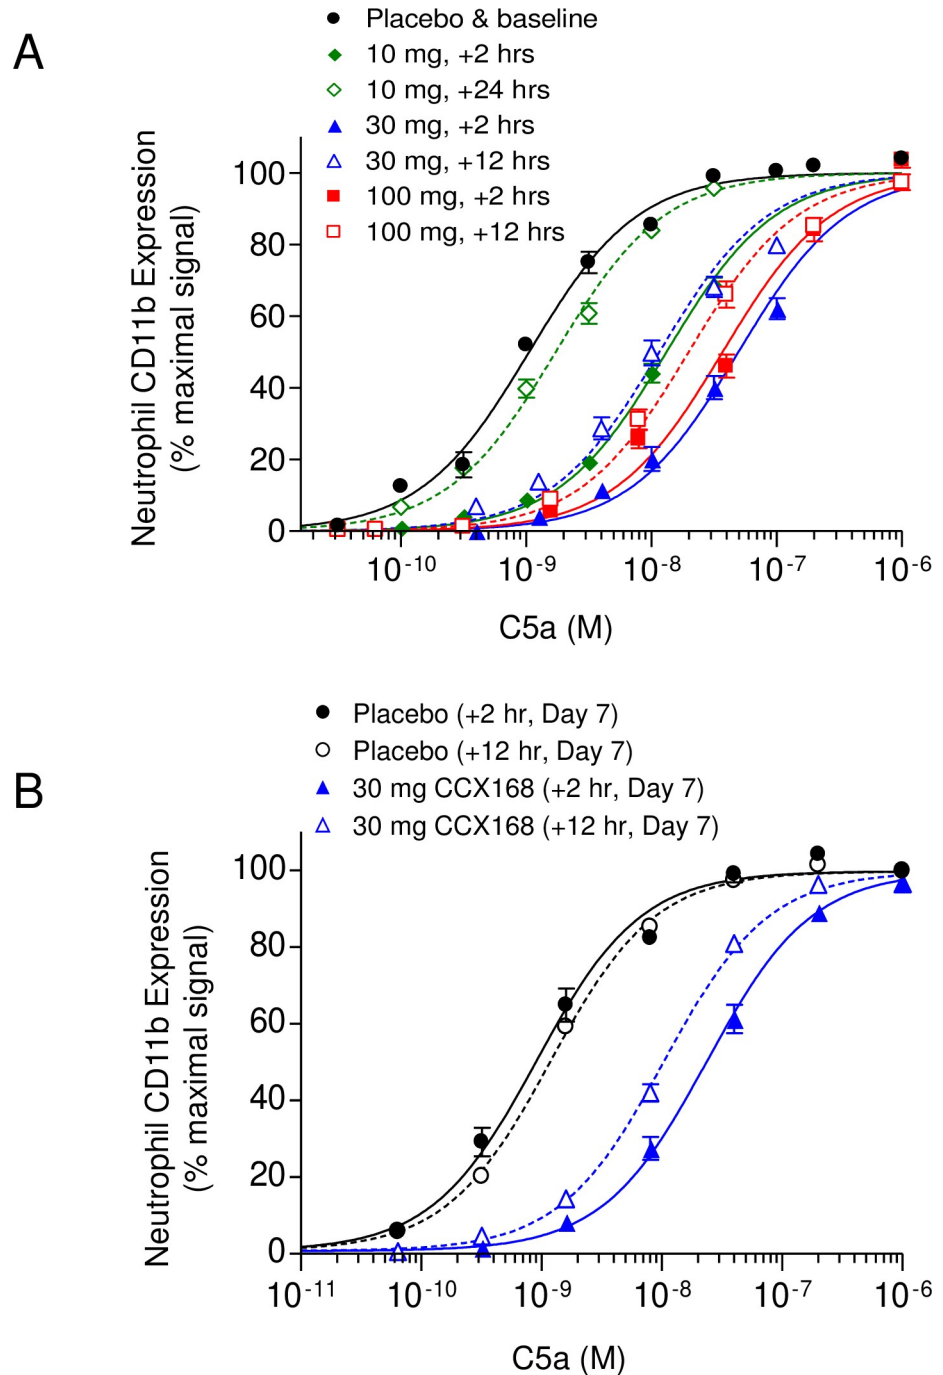 A
Placebo & baseline
10 mg, +2 hrs
10 mg, +24 hrs
30 mg, +2 hrs
30 mg, +12 hrs
100 mg, +2 hrs
100 mg, +12 hrs
Neutrophil CD11b Expression
(% maximal signal)
100
80
60
40
20
0
10-10 10-9 10-8 10-7 10-6
C5a (M)
B
Placebo (+2 hr, Day 7)
Placebo (+12 hr, Day 7)
30 mg CCX168 (+2 hr, Day 7)
30 mg CCX168 (+12 hr, Day 7)
Neutrophil CD11b Expression
(% maximal signal)
100
80
60
40
20
0
10-11 10-10 10-9 10-8 10-7 10-6
C5a (M)